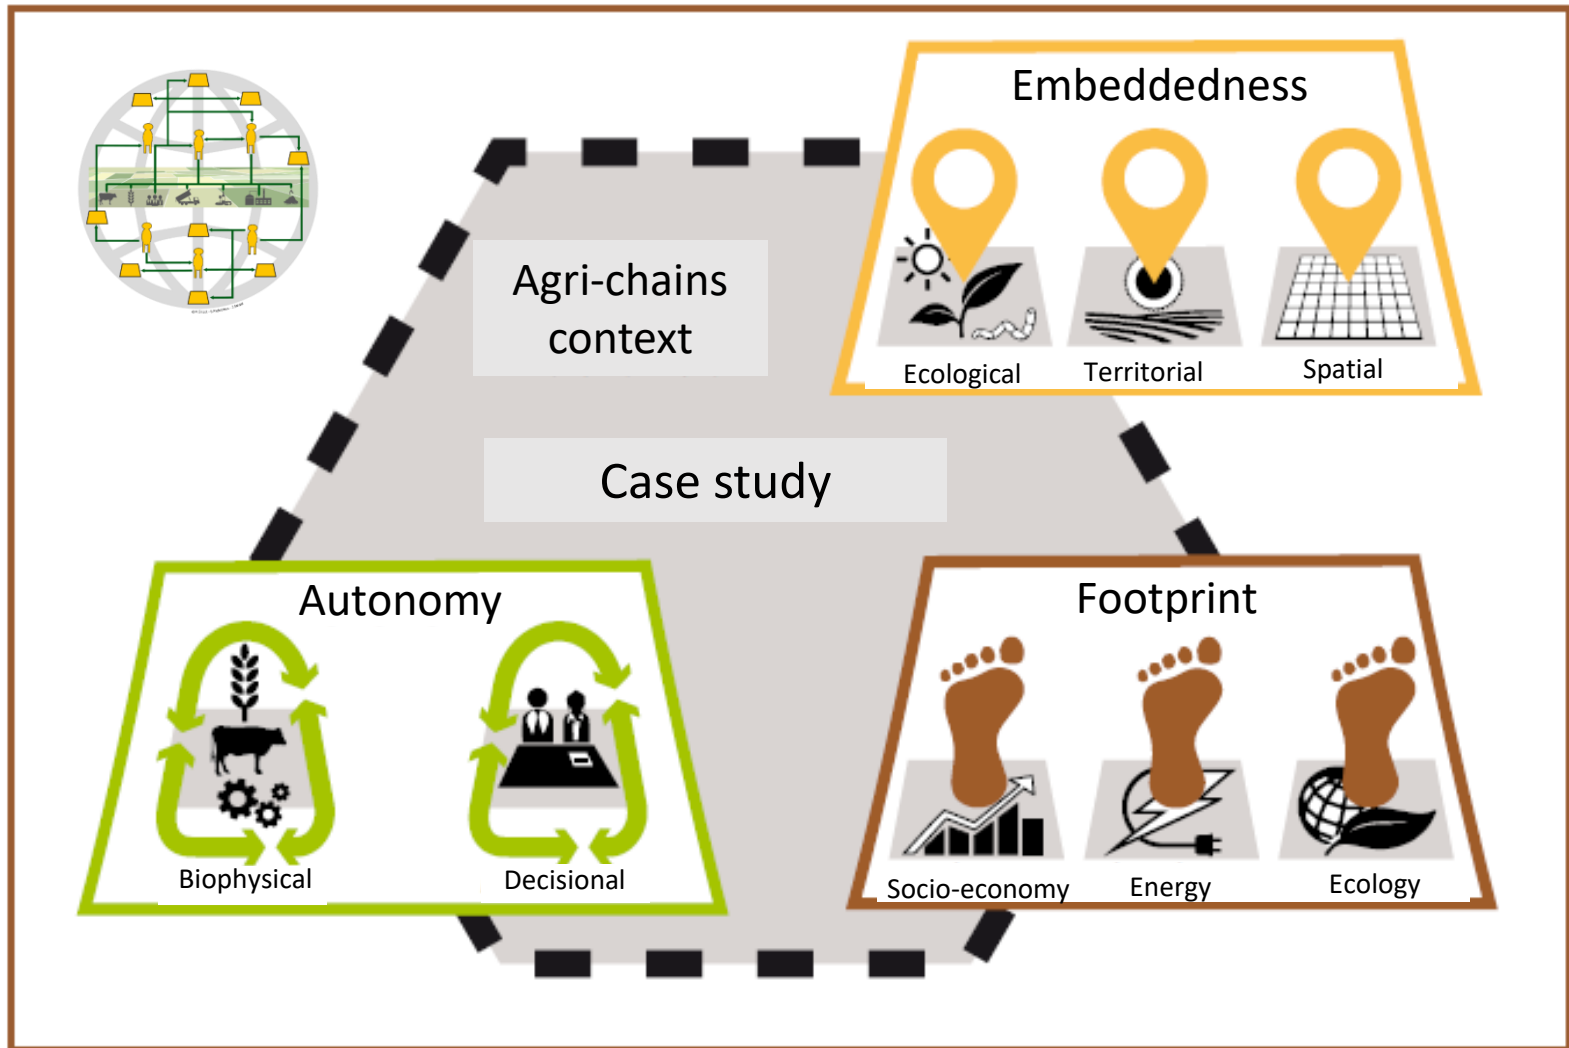 Embeddedness
Agri-chains
context
Ecological
Territorial
Spatial
Case study
Autonomy
Footprint
Biophysical
Decisional
Socio-economy
Energy
Ecology